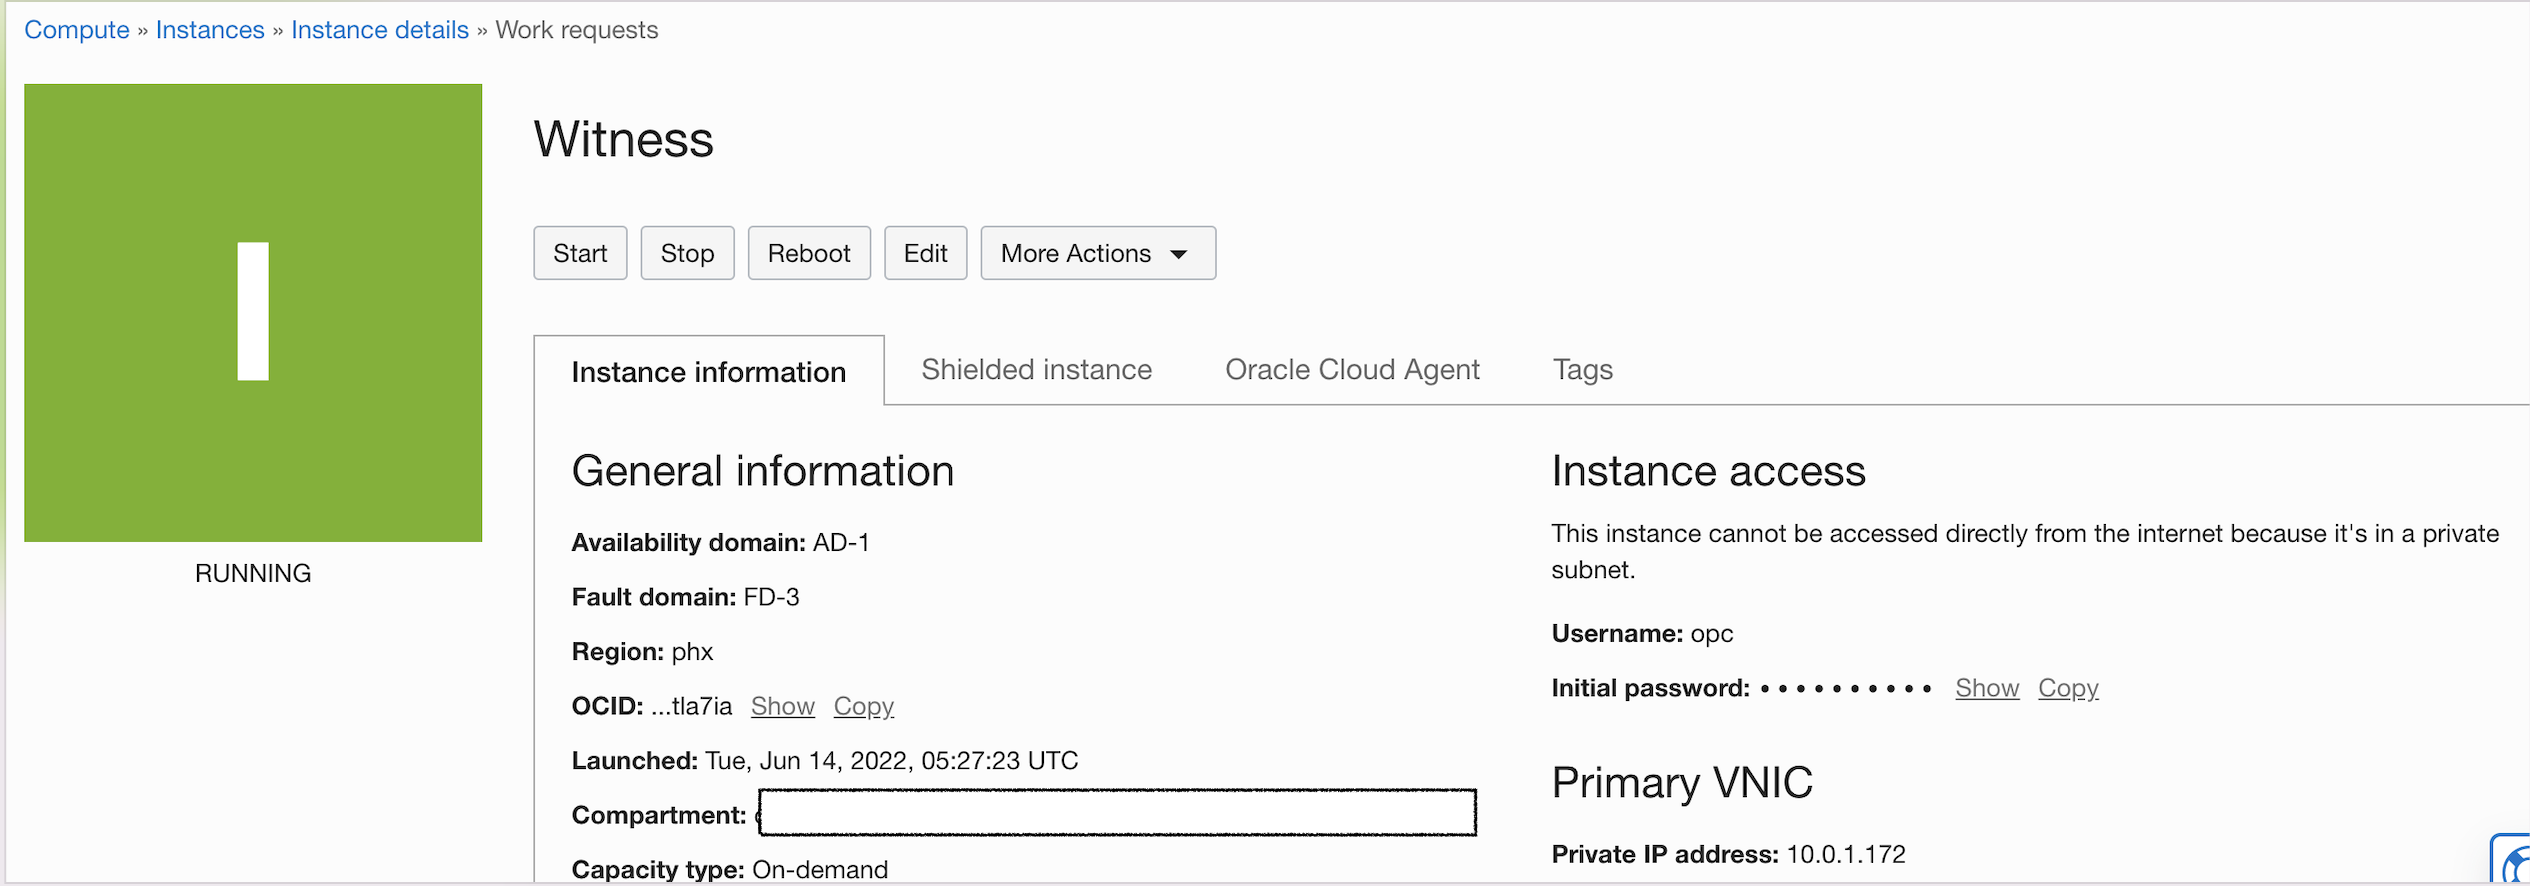 Compute » Instances » Instance details » Work requests
I
RUNNING
Witness
Start Stop Reboot Edit More Actions
Instance information Shielded instance Oracle Cloud Agent Tags
General information
Availability domain: AD-1
Fault domain: FD-3
Region: phx
OCID: ...tla7ia Show Copy
Launched: Tue, Jun 14, 2022, 05:27:23 UTC
Compartment:
Capacity type: On-demand
Instance access
This instance cannot be accessed directly from the internet because it's in a private
subnet.
Username: opc
Initial password: •••••••••• Show Copy
Primary VNIC
Private IP address: 10.0.1.172